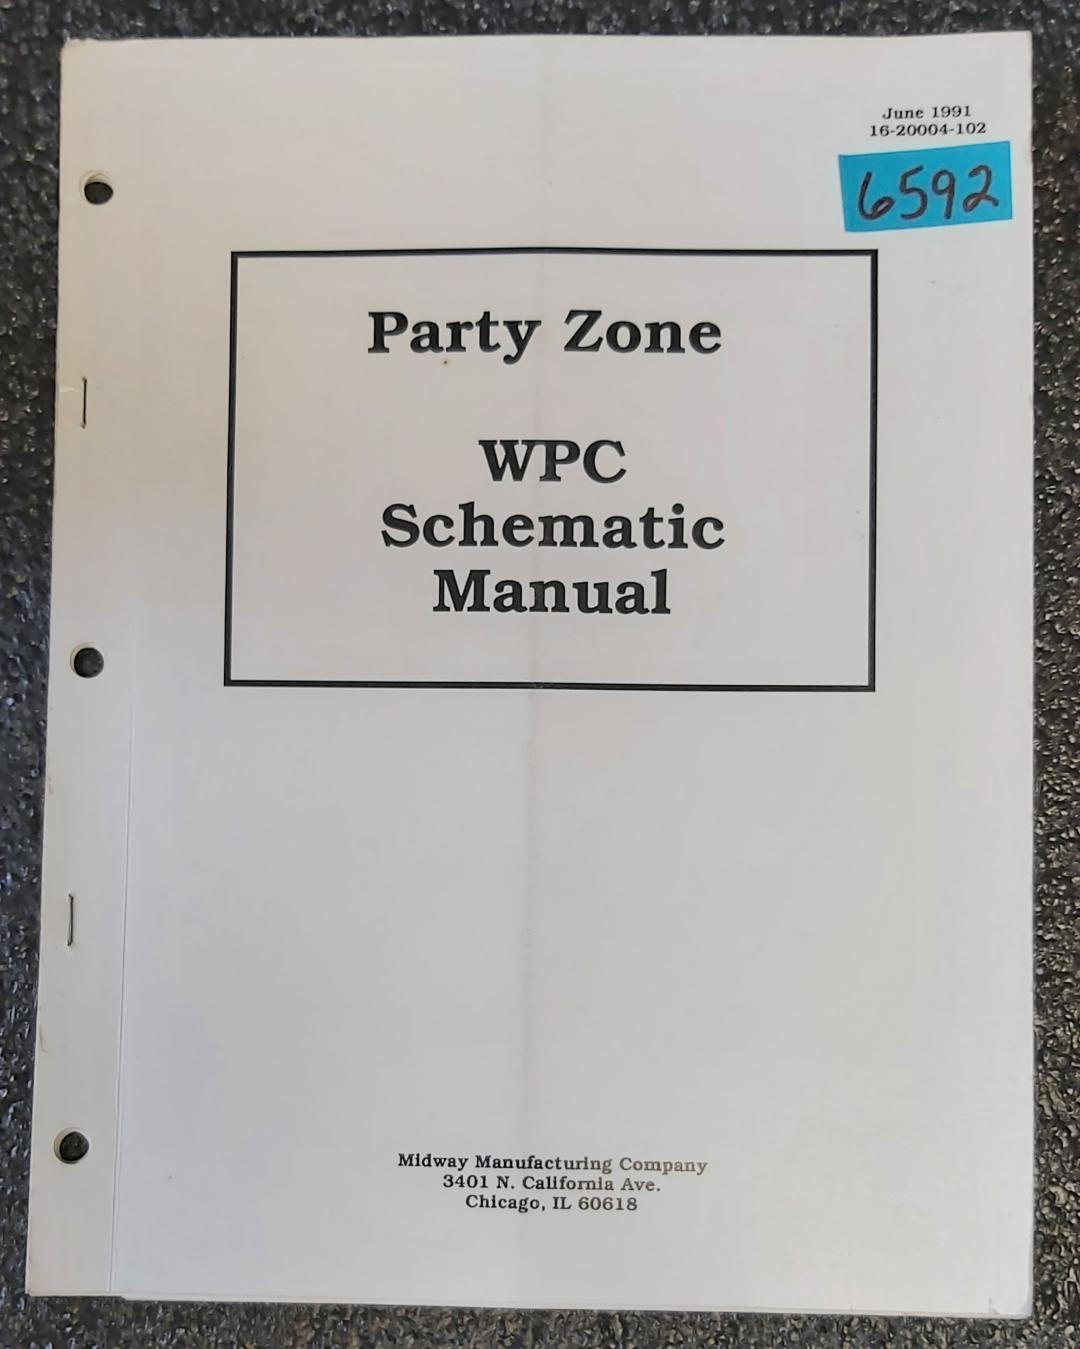 June 1991
16-20004-102
6592
Party Zone
WPC
Schematic
Manual
Midway Manufacturing Company
3401 N. California Ave.
Chicago, IL 60618